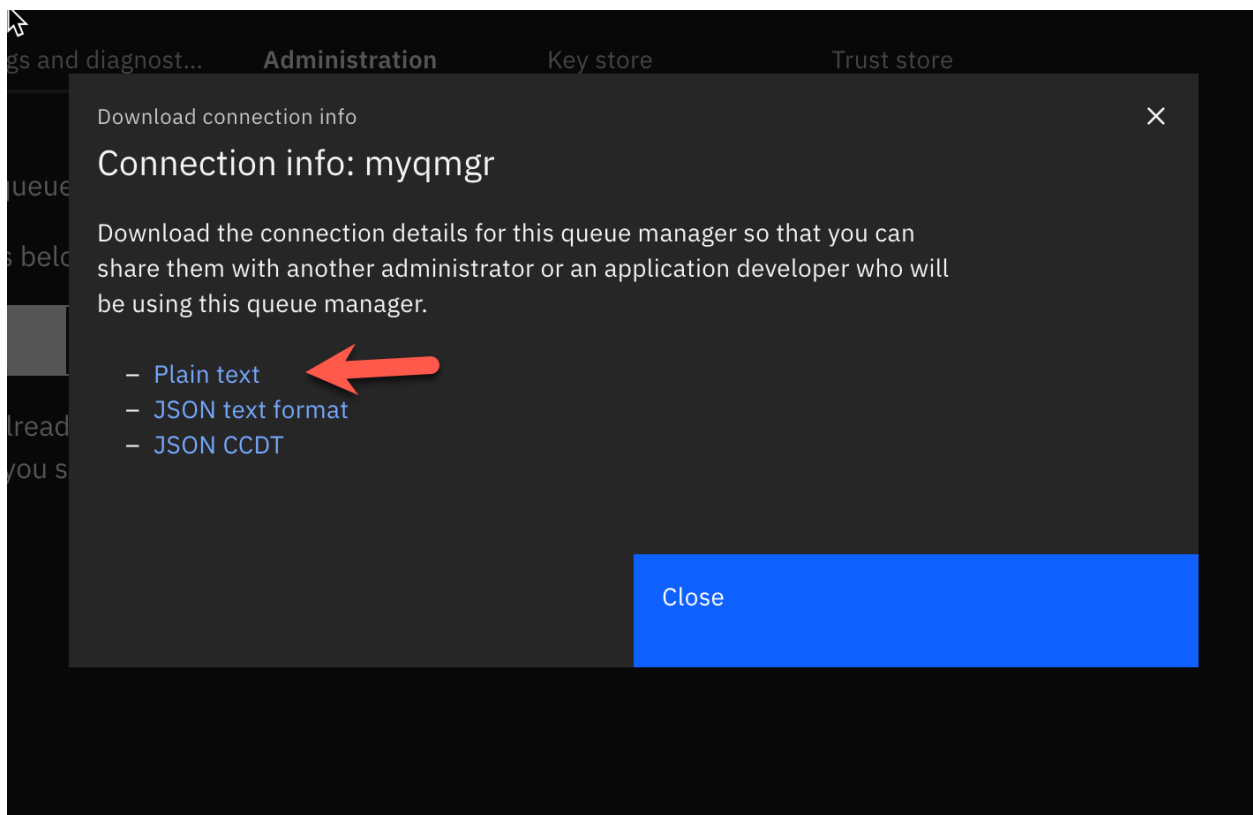 gs and diagnost... Administration Key store Trust store
Download connection info
Connection info: myqmgr
queue
Download the connection details for this queue manager so that you can
s belo
share them with another administrator or an application developer who will
be using this queue manager.
– Plain text
– JSON text format
lread
– JSON CCDT
you s
Close